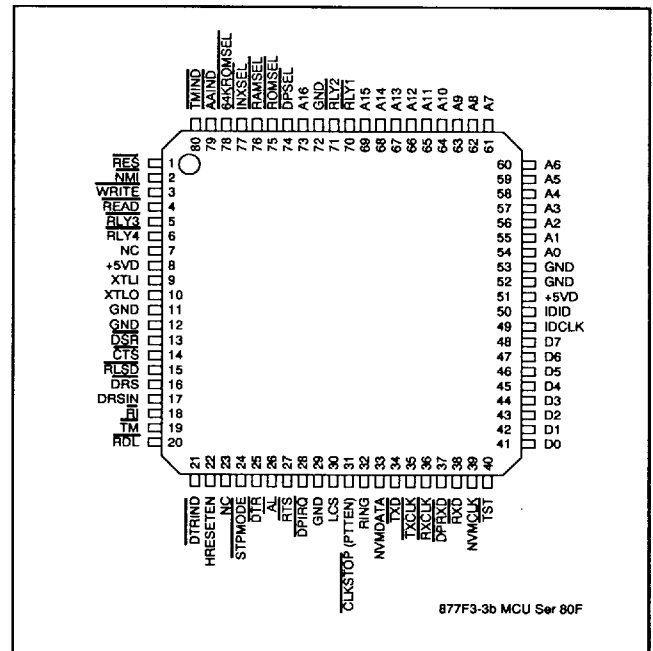 TMIND
AAIND
64KROMSEL
INXSEL
RAMSEL
ROMSEL
DPSEL
A16
GND
RLY2
RLY1
A15
A14
A13
A12
A11
A10
A9
A8
A7
80 79 78 77 76 75 74 73 72 71 70 69 68 67 66 65 64 63 62 61
RES 1
NMI 2
WRITE 3
READ 4
RLY3 5
RLY4 6
NC 7
+5VD 8
XTLI 9
XTLO 10
GND 11
GND 12
DSR 13
CTS 14
RLSD 15
DRS 16
DRSIN 17
RI 18
TM 19
RDL 20
60 A6
59 A5
58 A4
57 A3
56 A2
55 A1
54 A0
53 GND
52 GND
51 +5VD
50 IDID
49 IDCLK
48 D7
47 D6
46 D5
45 D4
44 D3
43 D2
42 D1
41 D0
21 22 23 24 25 26 27 28 29 30 31 32 33 34 35 36 37 38 39 40
DTRIND
HRESETEN
NC
STPMODE
DTR
AL
RTS
DPIRQ
GND
LCS
CLKSTOP (PTTEN)
RING
NVMDATA
TXD
TXCLK
RXCLK
DPRXD
RXD
NVMCLK
TST
877F3-3b MCU Ser 80F